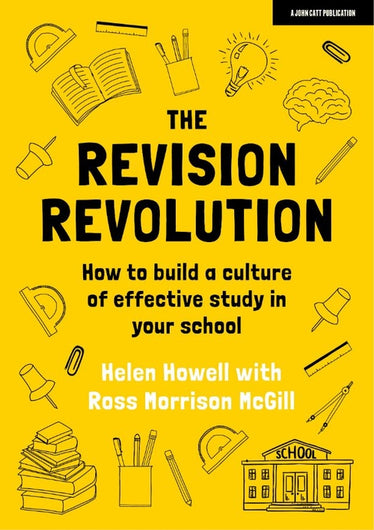 A JOHN CATT PUBLICATION
THE
REVISION
REVOLUTION
How to build a culture
of effective study in
your school
Helen Howell with
Ross Morrison McGill
SCHOOL